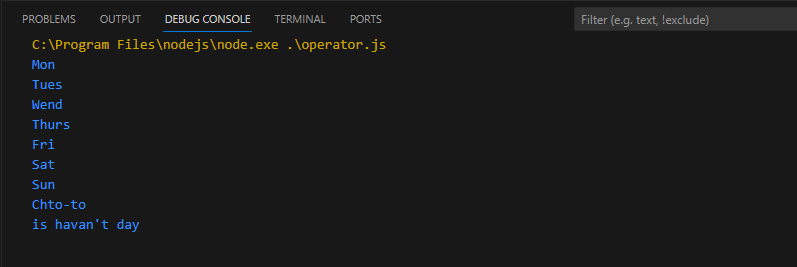 PROBLEMS OUTPUT DEBUG CONSOLE TERMINAL PORTS Filter (e.g. text, !exclude)
C:\Program Files\nodejs\node.exe .\operator.js
Mon
Tues
Wend
Thurs
Fri
Sat
Sun
Chto-to
is havan't day